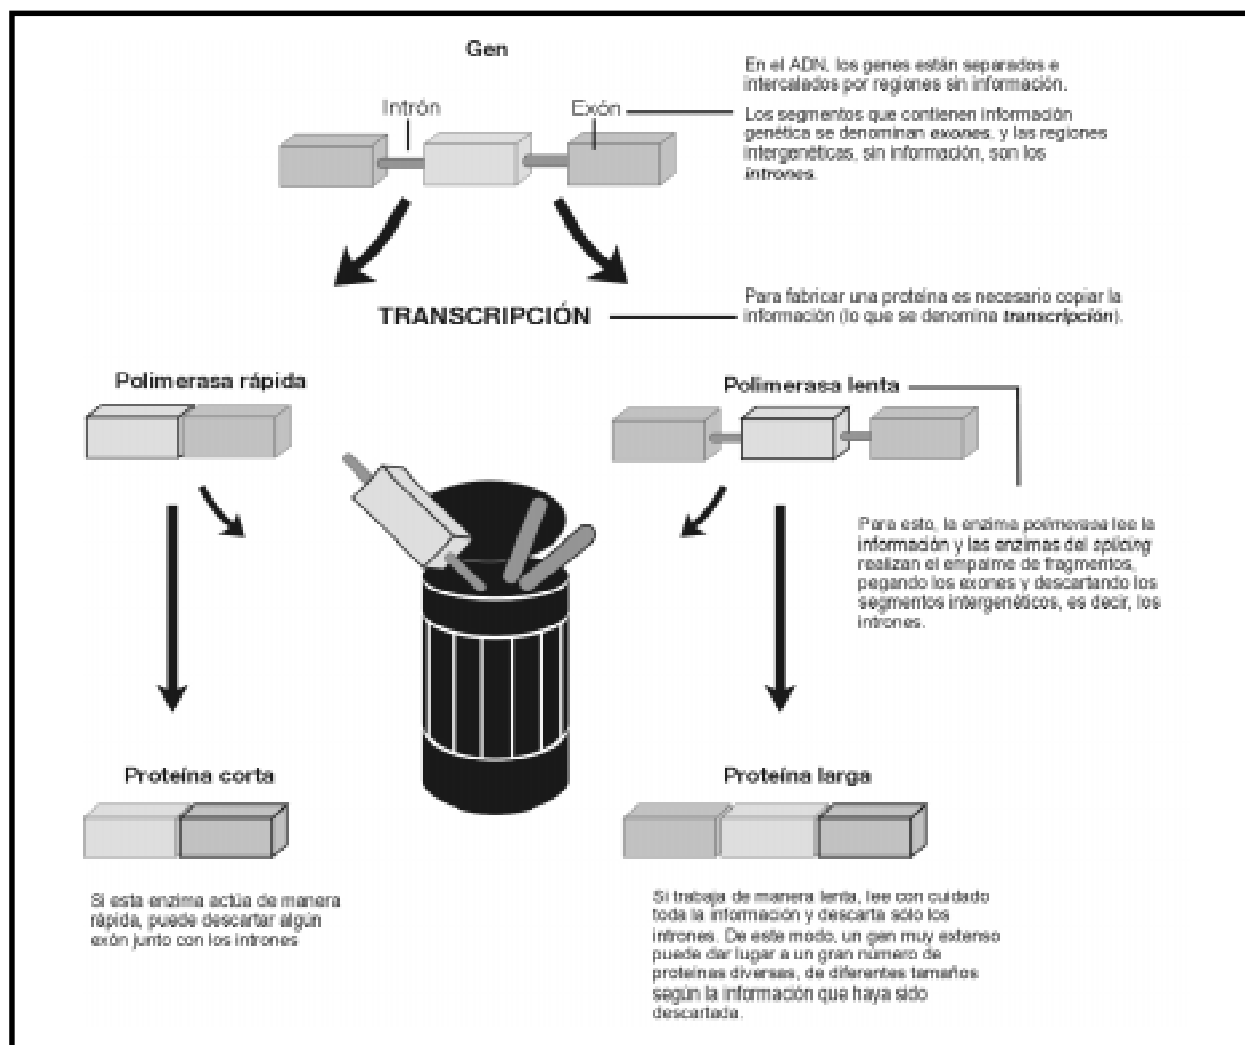 Gen
En el ADN, los genes están separados e
intercalados por regiones sin información.
Intrón
Exón
Los segmentos que contienen información
genética se denominan exones, y las regiones
intergenéticas, sin información, son los
intrones.
TRANSCRIPCIÓN
Para fabricar una proteína es necesario copiar la
información (lo que se denomina transcripción).
Polimerasa rápida
Polimerasa lenta
Para esto, la enzima polimerasa lee la
información y las enzimas del splicing
realizan el empalme de fragmentos,
pegando los exones y descartando los
segmentos intergenéticos, es decir, los
intrones.
Proteína corta
Proteína larga
Si esta enzima actúa de manera
rápida, puede descartar algún
exón junto con los intrones
Si trabaja de manera lenta, lee con cuidado
toda la información y descarta sólo los
intrones. De este modo, un gen muy extenso
puede dar lugar a un gran número de
proteínas diversas, de diferentes tamaños
según la información que haya sido
descartada.